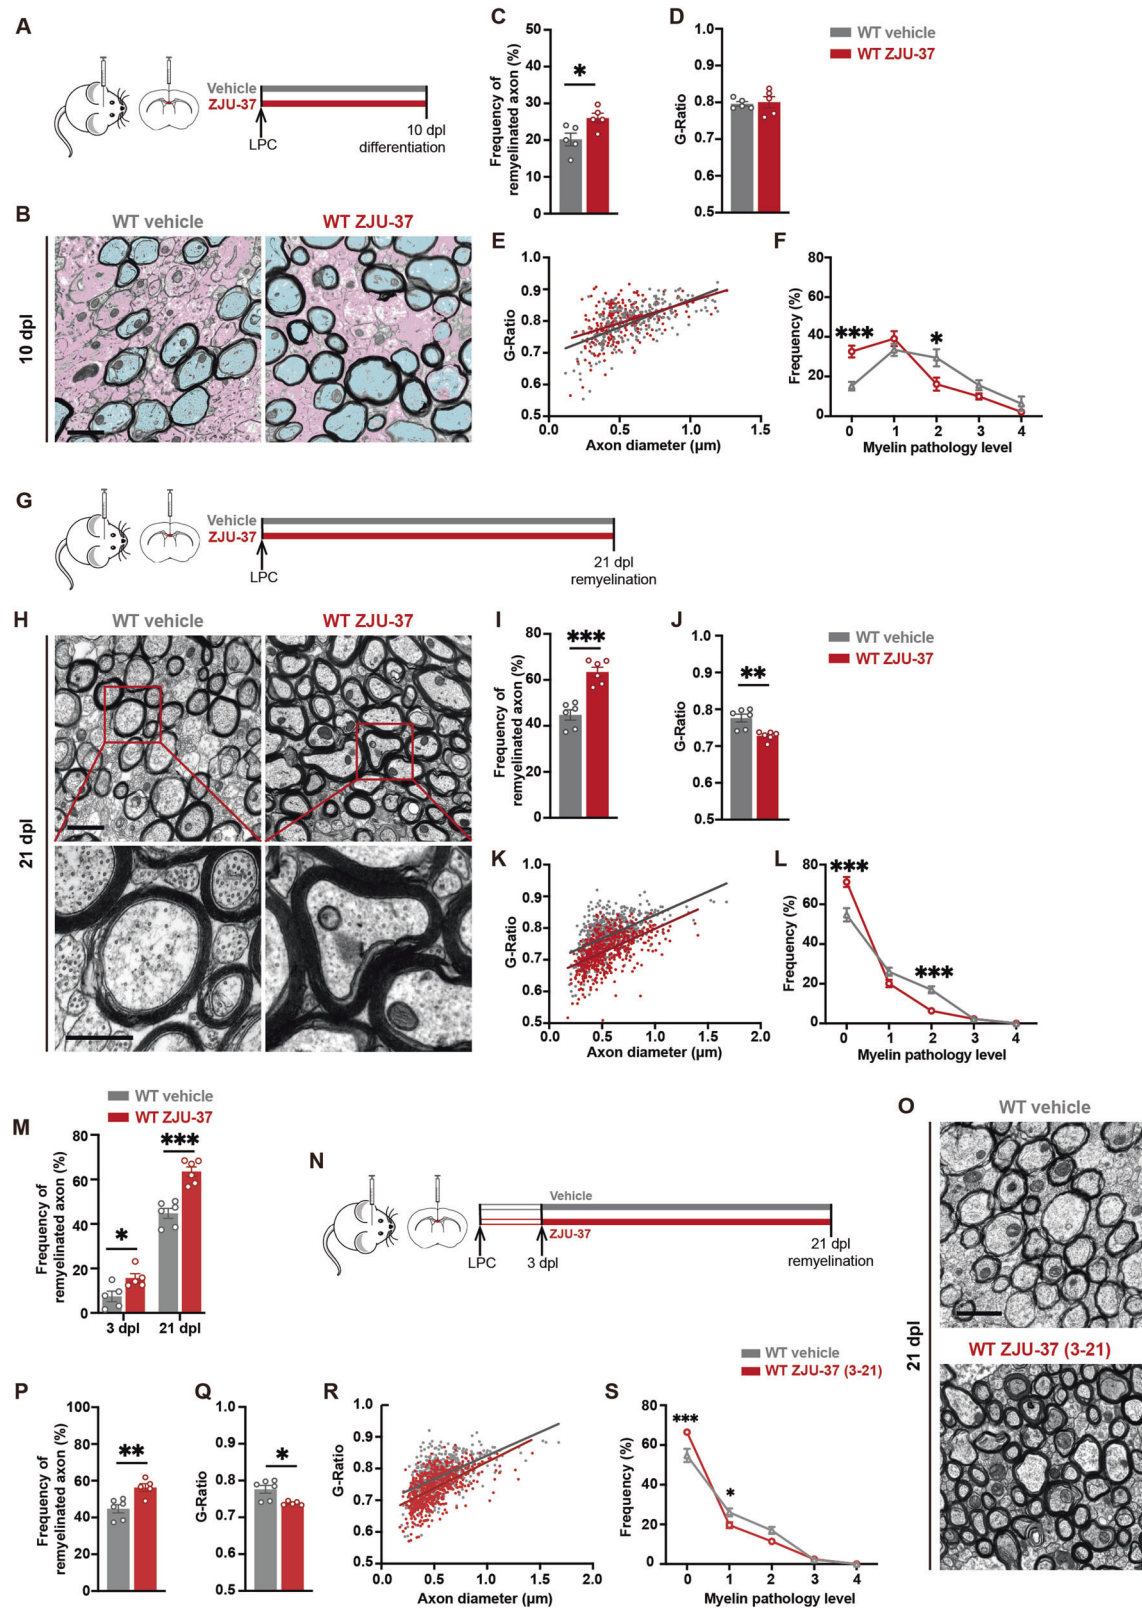 A
Vehicle
ZJU-37
LPC
10 dpl
differentiation
C
Frequency of
remyelinated axon (%)
50
40
30
20
10
0
*
D
G-Ratio
1.0
0.9
0.8
0.7
0.6
0.5
WT vehicle
WT ZJU-37
B
WT vehicle
WT ZJU-37
10 dpl
E
G-Ratio
1.0
0.9
0.8
0.7
0.6
0.5
0.0
0.5
1.0
1.5
Axon diameter (μm)
F
Frequency (%)
80
60
40
20
0
***
*
0
1
2
3
4
Myelin pathology level
G
Vehicle
ZJU-37
LPC
21 dpl
remyelination
H
WT vehicle
WT ZJU-37
21 dpl
I
Frequency of
remyelinated axon (%)
80
60
40
20
0
***
J
G-Ratio
1.0
0.9
0.8
0.7
0.6
0.5
**
WT vehicle
WT ZJU-37
K
G-Ratio
1.0
0.9
0.8
0.7
0.6
0.5
0.0
0.5
1.0
1.5
2.0
Axon diameter (μm)
L
Frequency (%)
80
60
40
20
0
***
***
0
1
2
3
4
Myelin pathology level
WT vehicle
WT ZJU-37
M
Frequency of
remyelinated axon (%)
80
60
40
20
0
*
***
3 dpl
21 dpl
N
Vehicle
ZJU-37
LPC
3 dpl
21 dpl
remyelination
O
WT vehicle
WT ZJU-37 (3-21)
21 dpl
WT vehicle
WT ZJU-37 (3-21)
P
Frequency of
remyelinated axon (%)
100
80
60
40
20
0
**
Q
G-Ratio
1.0
0.9
0.8
0.7
0.6
0.5
*
R
G-Ratio
1.0
0.9
0.8
0.7
0.6
0.5
0.0
0.5
1.0
1.5
2.0
Axon diameter (μm)
S
Frequency (%)
80
60
40
20
0
***
*
0
1
2
3
4
Myelin pathology level